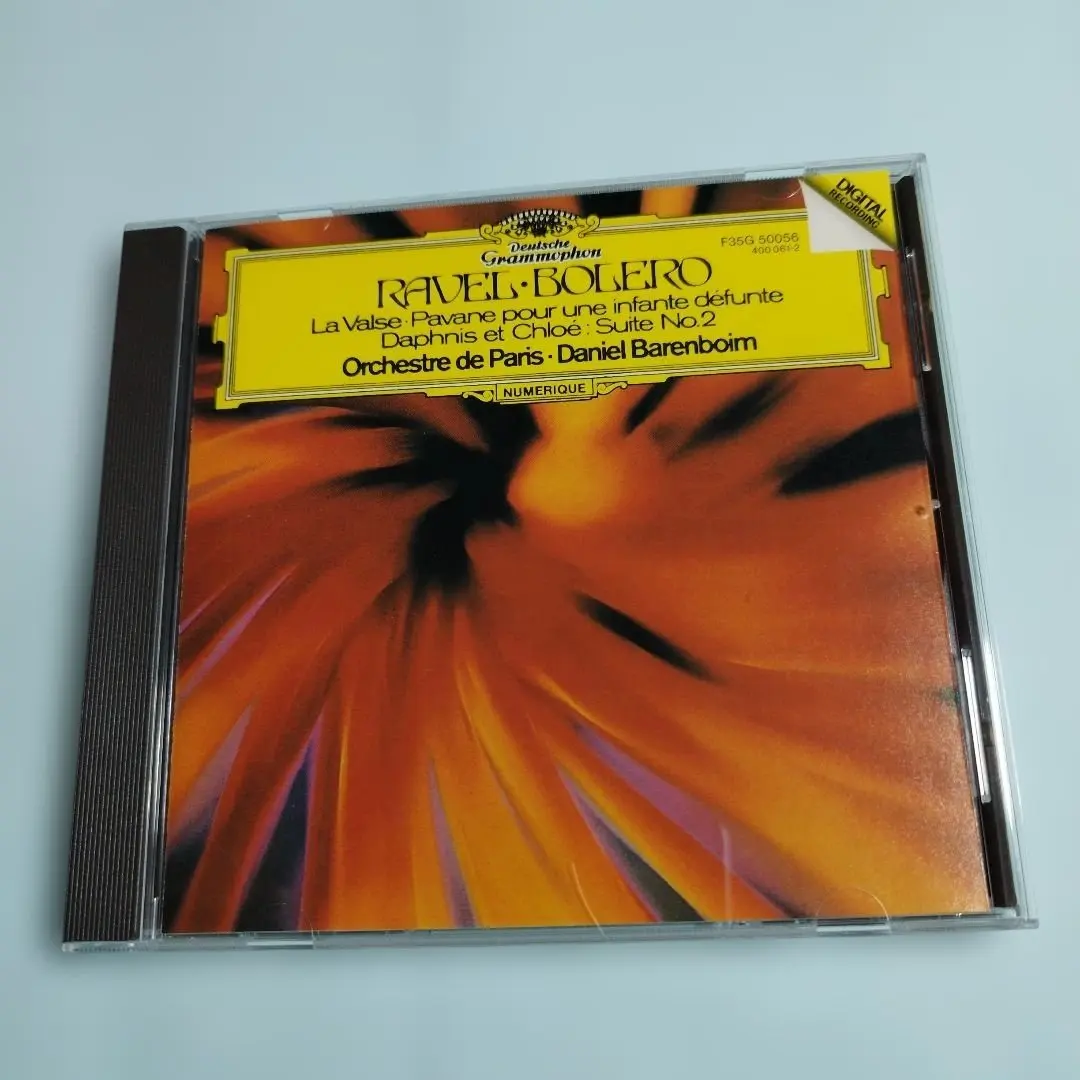 DIGITAL
RECORDING
Deutsche
Grammophon
F35G 50056
400 061-2
RAVEL·BOLERO
La Valse·Pavane pour une infante défunte
Daphnis et Chloé: Suite No.2
Orchestre de Paris·Daniel Barenboim
NUMERIQUE